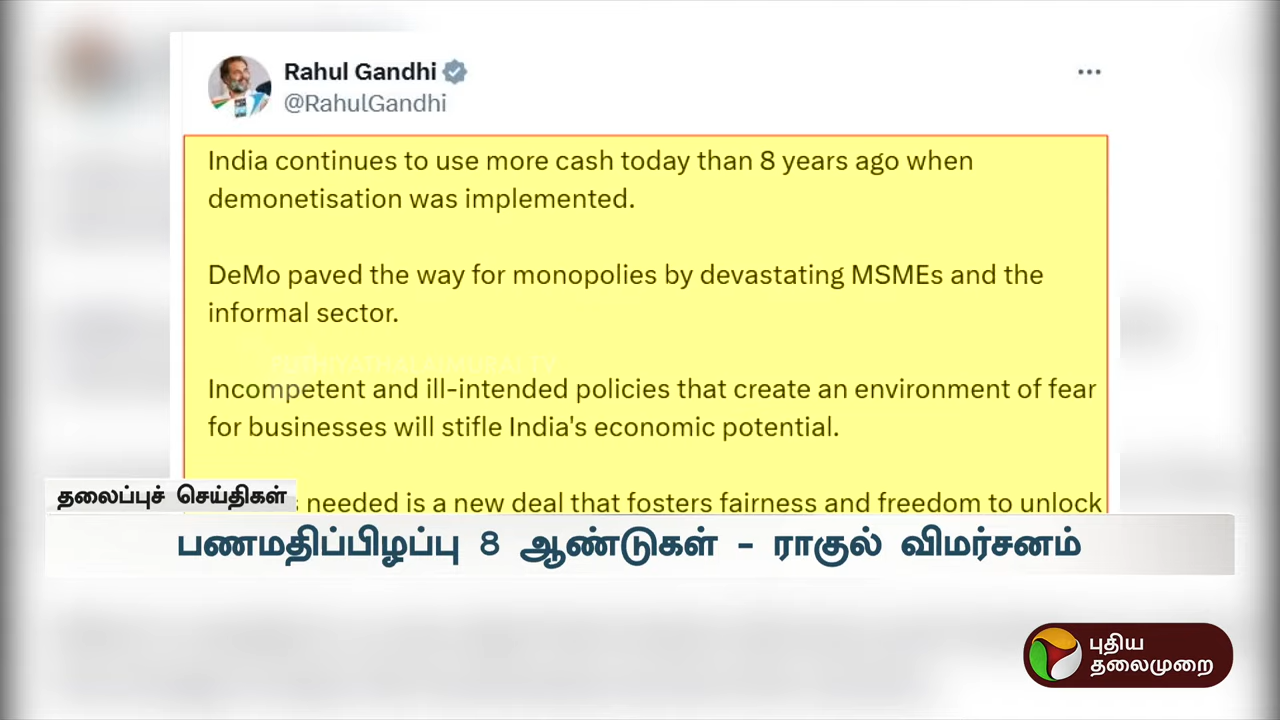 Rahul Gandhi
@RahulGandhi
India continues to use more cash today than 8 years ago when
demonetisation was implemented.
DeMo paved the way for monopolies by devastating MSMEs and the
informal sector.
PUTHIYATHALAIMURAI TV
Incompetent and ill-intended policies that create an environment of fear
for businesses will stifle India's economic potential.
needed is a new deal that fosters fairness and freedom to unlock
தலைப்புச் செய்திகள்
பணமதிப்பிழப்பு 8 ஆண்டுகள் - ராகுல் விமர்சனம்
புதிய
தலைமுறை